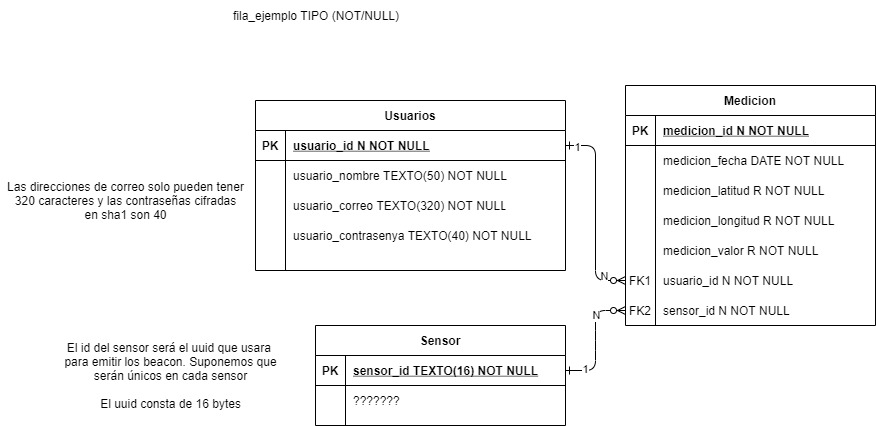 fila_ejemplo TIPO (NOT/NULL)
Usuarios
PK usuario_id N NOT NULL
usuario_nombre TEXTO(50) NOT NULL
usuario_correo TEXTO(320) NOT NULL
usuario_contrasenya TEXTO(40) NOT NULL
Las direcciones de correo solo pueden tener
320 caracteres y las contraseñas cifradas
en sha1 son 40
1
N
Medicion
PK medicion_id N NOT NULL
medicion_fecha DATE NOT NULL
medicion_latitud R NOT NULL
medicion_longitud R NOT NULL
medicion_valor R NOT NULL
FK1 usuario_id N NOT NULL
FK2 sensor_id N NOT NULL
N
1
Sensor
PK sensor_id TEXTO(16) NOT NULL
???????
El id del sensor será el uuid que usara
para emitir los beacon. Suponemos que
serán únicos en cada sensor
El uuid consta de 16 bytes